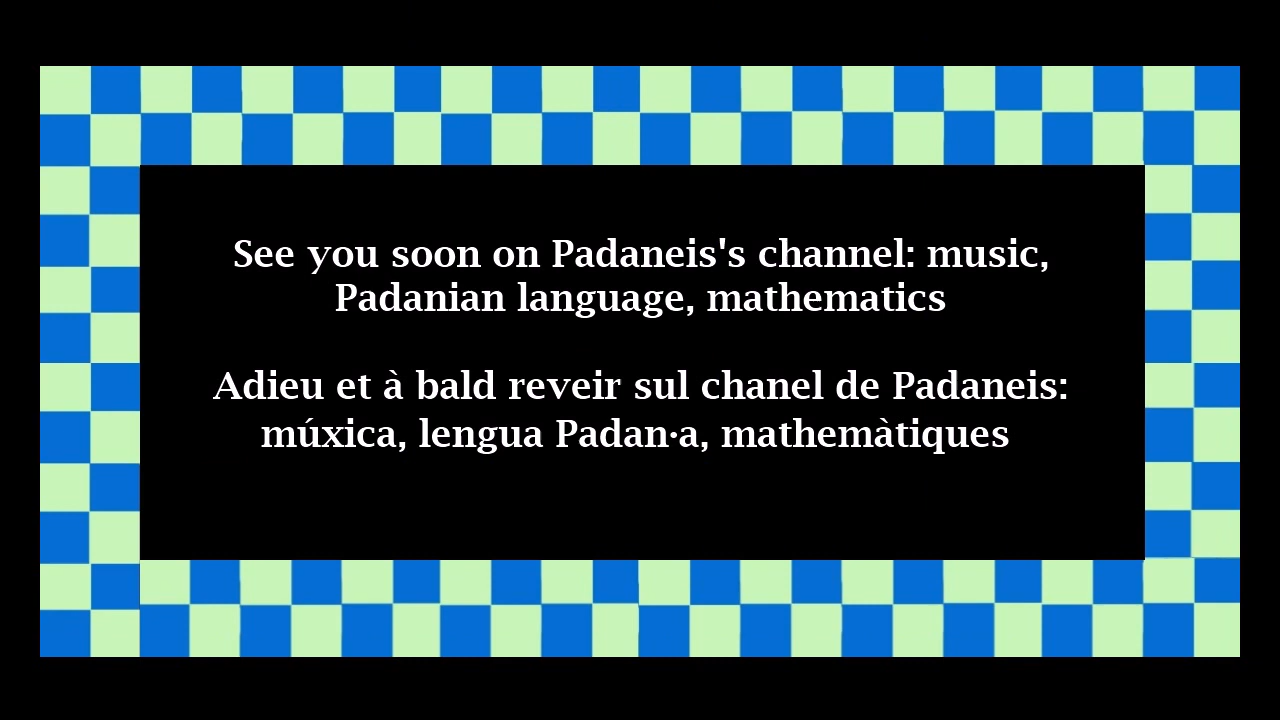 See you soon on Padaneis's channel: music,
Padanian language, mathematics
Adieu et à bald reveir sul chanel de Padaneis:
múxica, lengua Padan·a, mathemàtiques